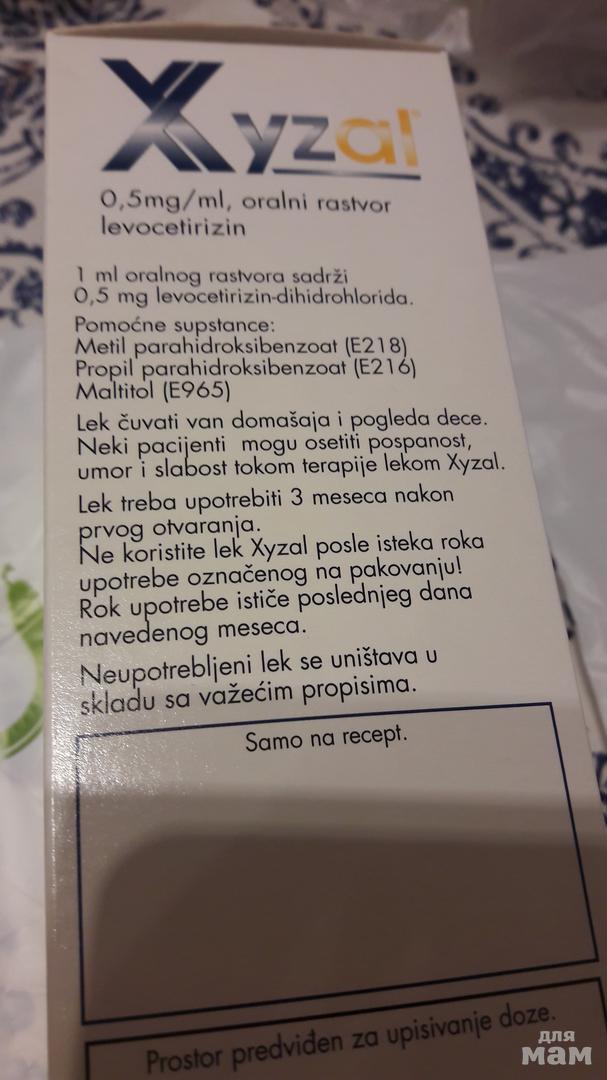 Xyzal
0,5mg/ml, oralni rastvor
levocetirizin
1 ml oralnog rastvora sadrži
0,5 mg levocetirizin-dihidrohlorida.
Pomoćne supstance:
Metil parahidroksibenzoat (E218)
Propil parahidroksibenzoat (E216)
Maltitol (E965)
Lek čuvati van domašaja i pogleda dece.
Neki pacijenti mogu osetiti pospanost,
umor i slabost tokom terapije lekom Xyzal.
Lek treba upotrebiti 3 meseca nakon
prvog otvaranja.
Ne koristite lek Xyzal posle isteka roka
upotrebe označenog na pakovanju!
Rok upotrebe ističe poslednjeg dana
navedenog meseca.
Neupotrebljeni lek se uništava u
skladu sa važećim propisima.
Samo na recept.
Prostor predviđen za upisivanje doze.
для
мам